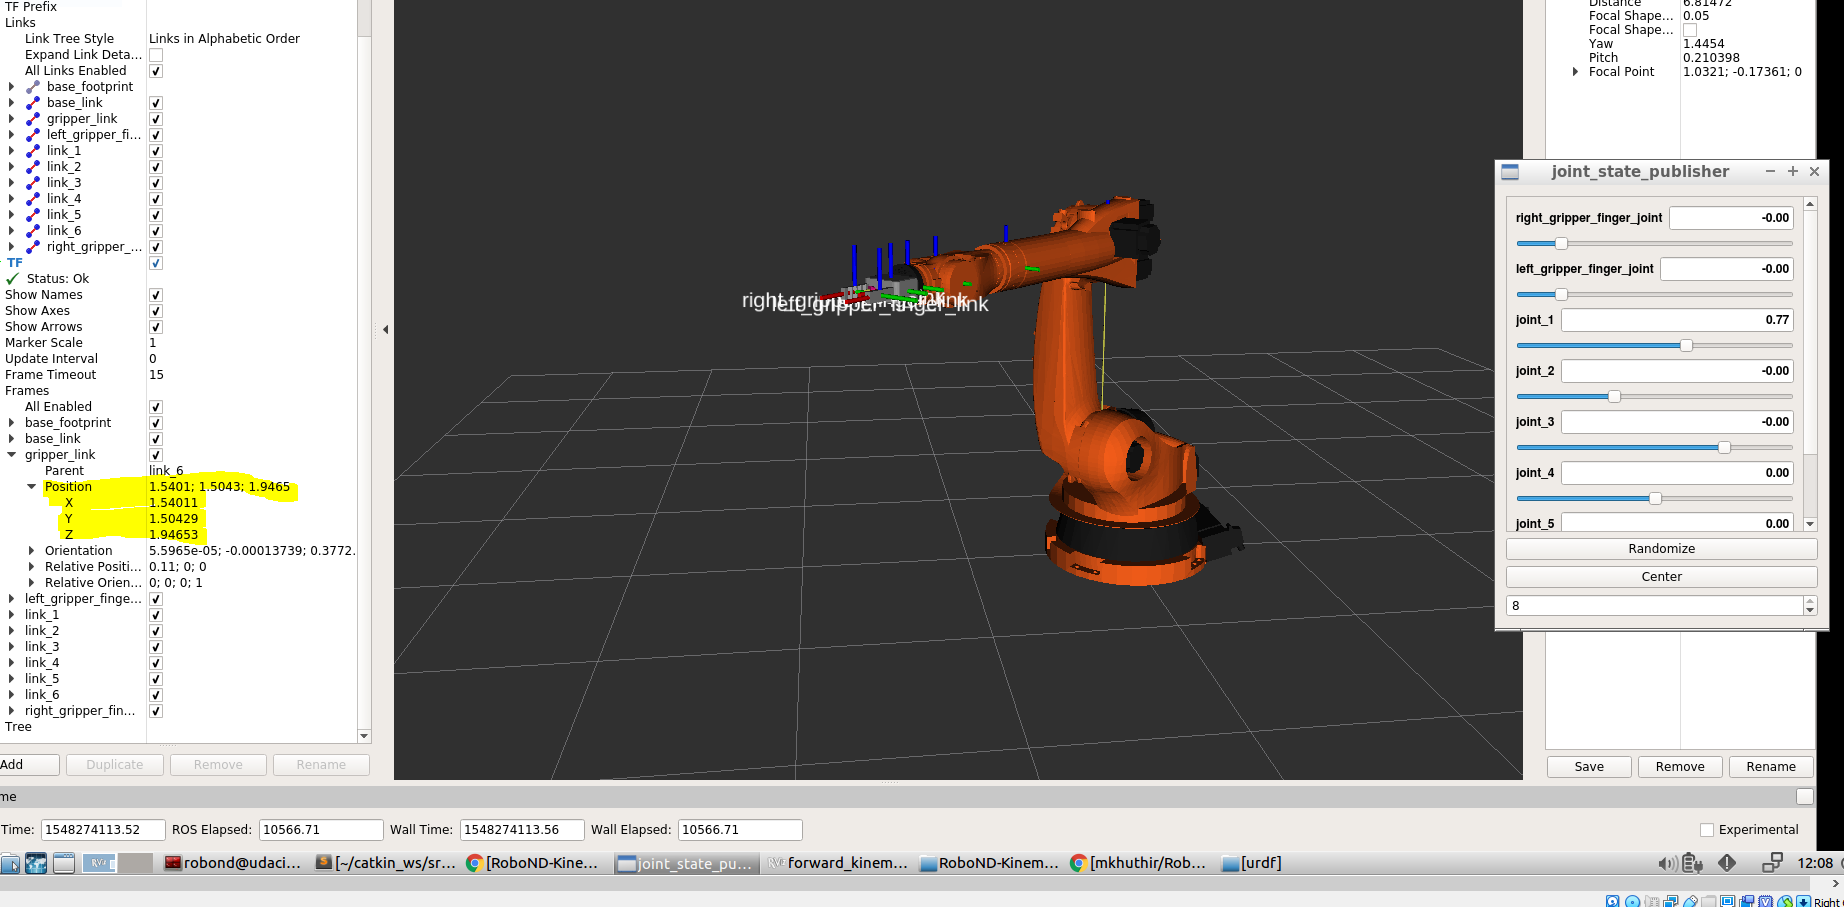 TF Prefix
Links
Link Tree Style Links in Alphabetic Order
Expand Link Deta...
All Links Enabled
base_footprint
base_link
gripper_link
left_gripper_fi...
link_1
link_2
link_3
link_4
link_5
link_6
right_gripper_...
TF
Status: Ok
Show Names
Show Axes
Show Arrows
Marker Scale 1
Update Interval 0
Frame Timeout 15
Frames
All Enabled
base_footprint
base_link
gripper_link
Parent link_6
Position 1.5401; 1.5043; 1.9465
X 1.54011
Y 1.50429
Z 1.94653
Orientation 5.5965e-05; -0.00013739; 0.3772.
Relative Positi... 0.11; 0; 0
Relative Orien... 0; 0; 0; 1
left_gripper_finge...
link_1
link_2
link_3
link_4
link_5
link_6
right_gripper_fin...
Tree
Add Duplicate Remove Rename
left_gripper_finger_link
Distance 6.81472
Focal Shape... 0.05
Focal Shape...
Yaw 1.4454
Pitch 0.210398
Focal Point 1.0321; -0.17361; 0
joint_state_publisher
right_gripper_finger_joint -0.00
left_gripper_finger_joint -0.00
joint_1 0.77
joint_2 -0.00
joint_3 -0.00
joint_4 0.00
joint_5 0.00
Randomize
Center
8
Save Remove Rename
me
Time: 1548274113.52 ROS Elapsed: 10566.71 Wall Time: 1548274113.56 Wall Elapsed: 10566.71 Experimental
robond@udaci... [~/catkin_ws/sr... [RoboND-Kine... joint_state_pu... forward_kinem... RoboND-Kinem... [mkhuthir/Rob... [urdf] 12:08
Right